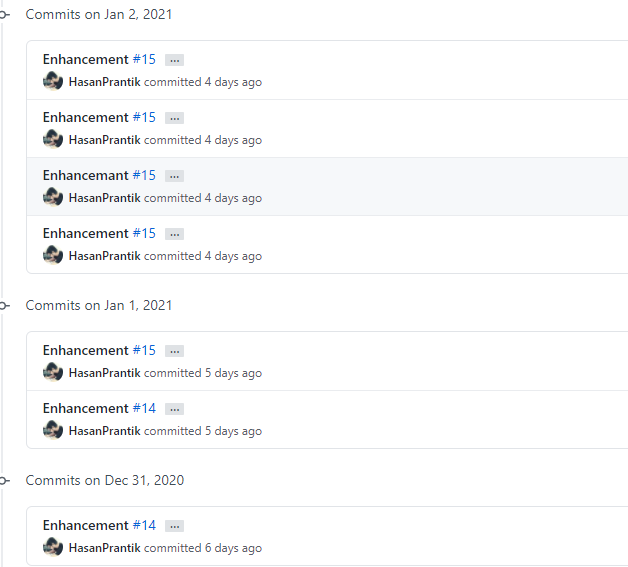 Commits on Jan 2, 2021
Enhancement #15 ...
HasanPrantik committed 4 days ago
Enhancement #15 ...
HasanPrantik committed 4 days ago
Enhancemant #15 ...
HasanPrantik committed 4 days ago
Enhancement #15 ...
HasanPrantik committed 4 days ago
Commits on Jan 1, 2021
Enhancement #15 ...
HasanPrantik committed 5 days ago
Enhancement #14 ...
HasanPrantik committed 5 days ago
Commits on Dec 31, 2020
Enhancement #14 ...
HasanPrantik committed 6 days ago